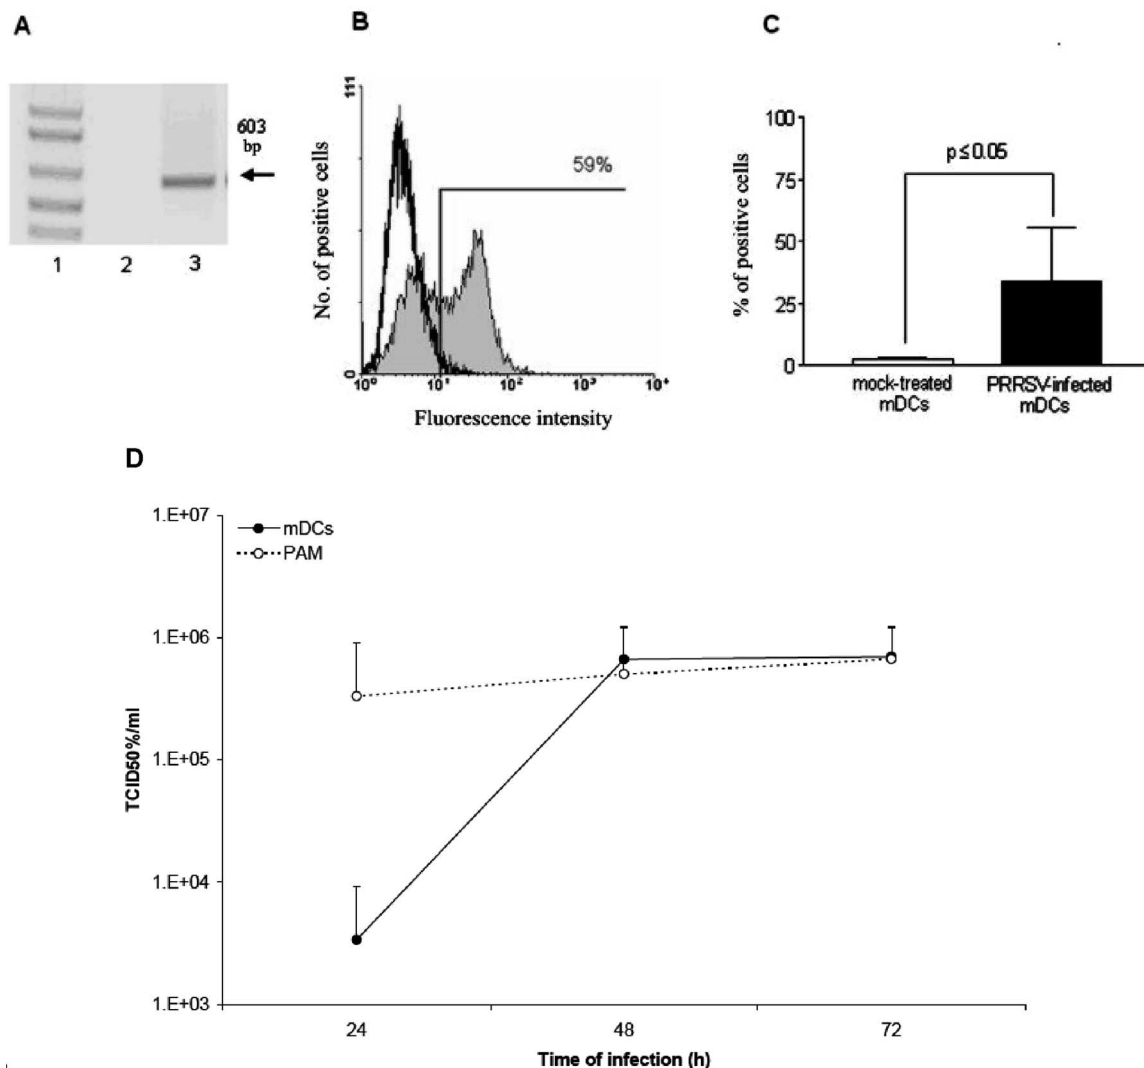 A
603
bp
1 2 3
B
111
No. of positive cells
0
59%
10⁰ 10¹ 10² 10³ 10⁴
Fluorescence intensity
C
100
75
50
25
0
% of positive cells
p≤0.05
mock-treated
mDCs
PRRSV-infected
mDCs
D
1.E+07
1.E+06
1.E+05
1.E+04
1.E+03
TCID50%/ml
mDCs
PAM
24 48 72
Time of infection (h)